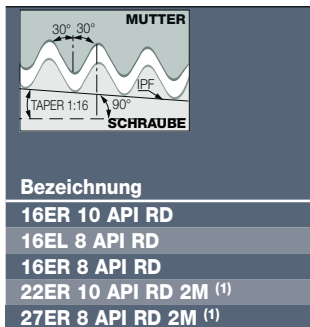 MUTTER
30° 30°
IPF
TAPER 1:16
90°
SCHRAUBE
Bezeichnung
16ER 10 API RD
16EL 8 API RD
16ER 8 API RD
22ER 10 API RD 2M (1)
27ER 8 API RD 2M (1)